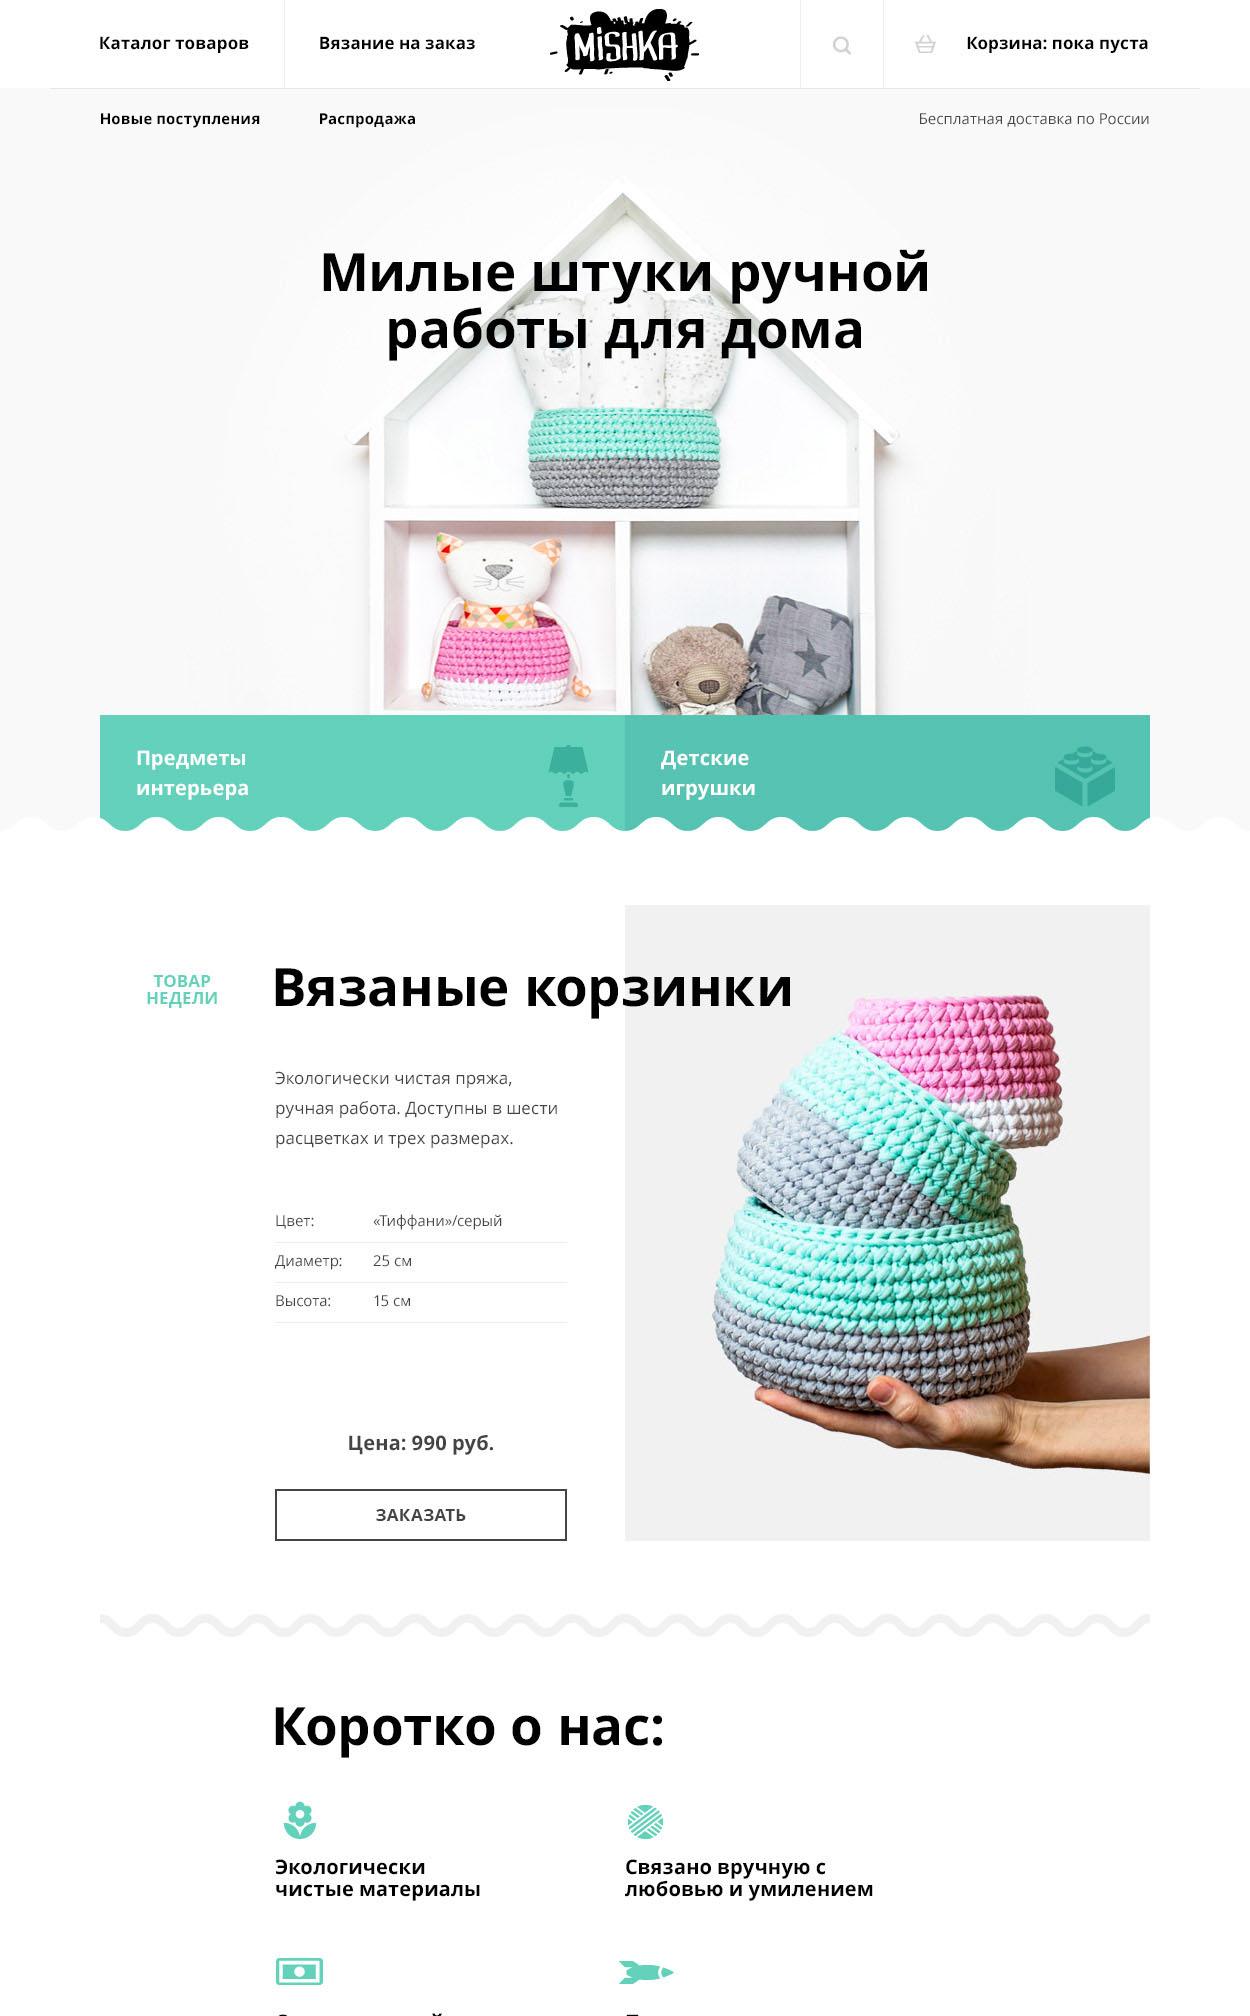 Каталог товаров
Вязание на заказ
MiSHKA
Корзина: пока пуста
Новые поступления
Распродажа
Бесплатная доставка по России
Милые штуки ручной
работы для дома
Предметы
интерьера
Детские
игрушки
ТОВАР
НЕДЕЛИ
Вязаные корзинки
Экологически чистая пряжа,
ручная работа. Доступны в шести
расцветках и трех размерах.
Цвет: «Тиффани»/серый
Диаметр: 25 см
Высота: 15 см
Цена: 990 руб.
ЗАКАЗАТЬ
Коротко о нас:
Экологически
чистые материалы
Связано вручную с
любовью и умилением